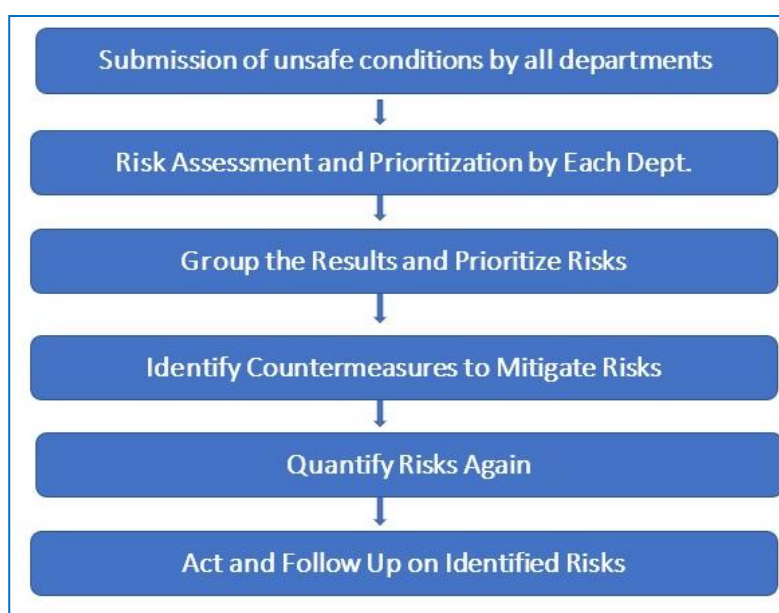 Submission of unsafe conditions by all departments
Risk Assessment and Prioritization by Each Dept.
Group the Results and Prioritize Risks
Identify Countermeasures to Mitigate Risks
Quantify Risks Again
Act and Follow Up on Identified Risks